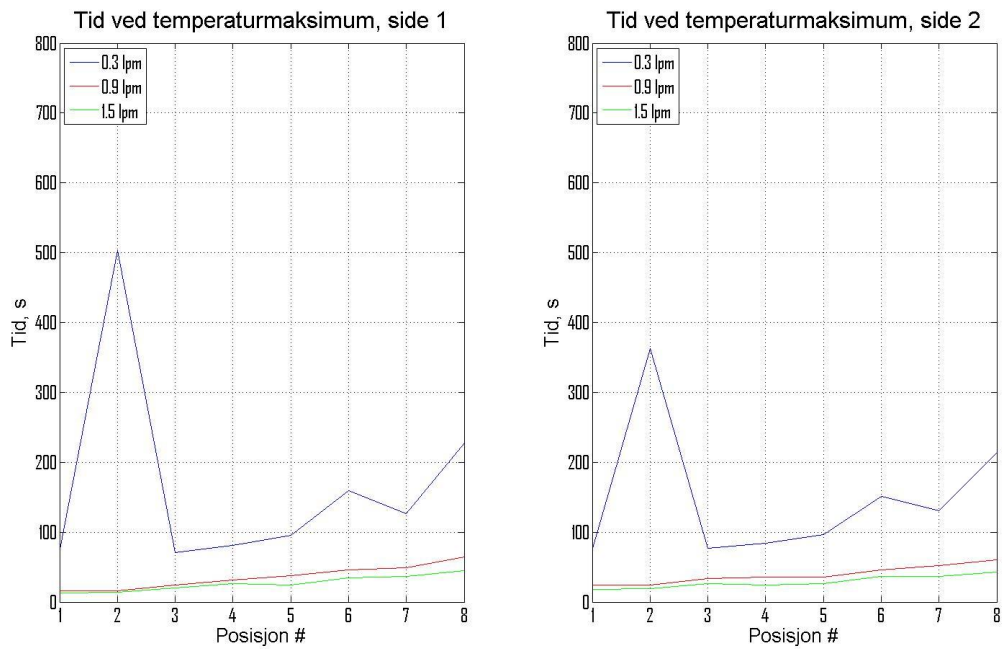 Tid ved temperaturmaksimum, side 1
800
700
600
500
400
300
200
100
0
Tid, s
0.3 lpm
0.9 lpm
1.5 lpm
1 2 3 4 5 6 7 8
Posisjon #
Tid ved temperaturmaksimum, side 2
800
700
600
500
400
300
200
100
0
Tid, s
0.3 lpm
0.9 lpm
1.5 lpm
1 2 3 4 5 6 7 8
Posisjon #